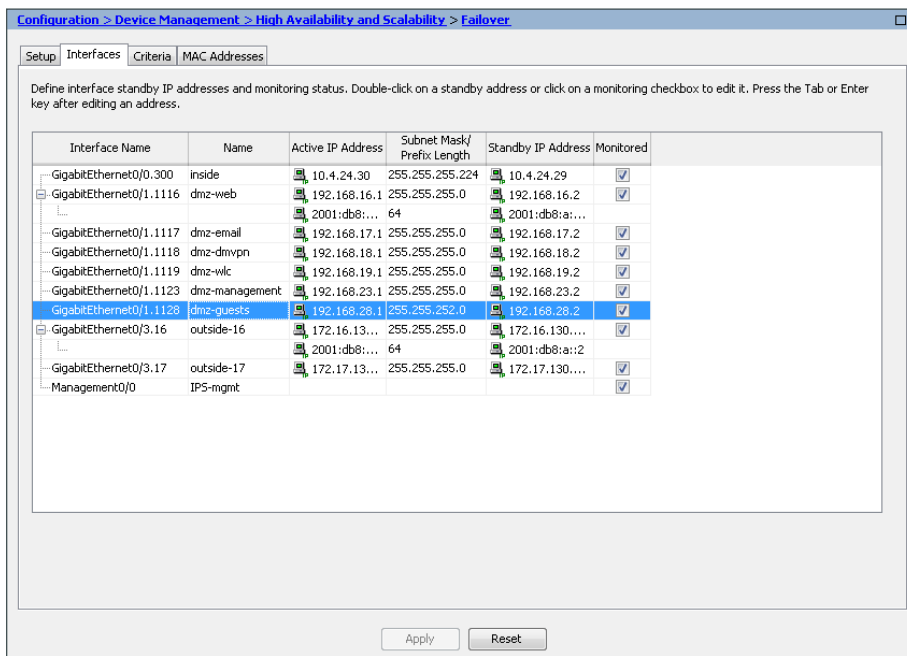 Configuration > Device Management > High Availability and Scalability > Failover
Setup Interfaces Criteria MAC Addresses
Define interface standby IP addresses and monitoring status. Double-click on a standby address or click on a monitoring checkbox to edit it. Press the Tab or Enter
key after editing an address.
Interface Name Name Active IP Address Subnet Mask/ Prefix Length Standby IP Address Monitored
GigabitEthernet0/0.300 inside 10.4.24.30 255.255.255.224 10.4.24.29
GigabitEthernet0/1.1116 dmz-web 192.168.16.1 255.255.255.0 192.168.16.2
2001:db8:... 64 2001:db8:a:...
GigabitEthernet0/1.1117 dmz-email 192.168.17.1 255.255.255.0 192.168.17.2
GigabitEthernet0/1.1118 dmz-dmvpn 192.168.18.1 255.255.255.0 192.168.18.2
GigabitEthernet0/1.1119 dmz-wlc 192.168.19.1 255.255.255.0 192.168.19.2
GigabitEthernet0/1.1123 dmz-management 192.168.23.1 255.255.255.0 192.168.23.2
GigabitEthernet0/1.1128 dmz-guests 192.168.28.1 255.255.252.0 192.168.28.2
GigabitEthernet0/3.16 outside-16 172.16.13... 255.255.255.0 172.16.130....
2001:db8:... 64 2001:db8:a::2
GigabitEthernet0/3.17 outside-17 172.17.13... 255.255.255.0 172.17.130....
Management0/0 IPS-mgmt
Apply Reset